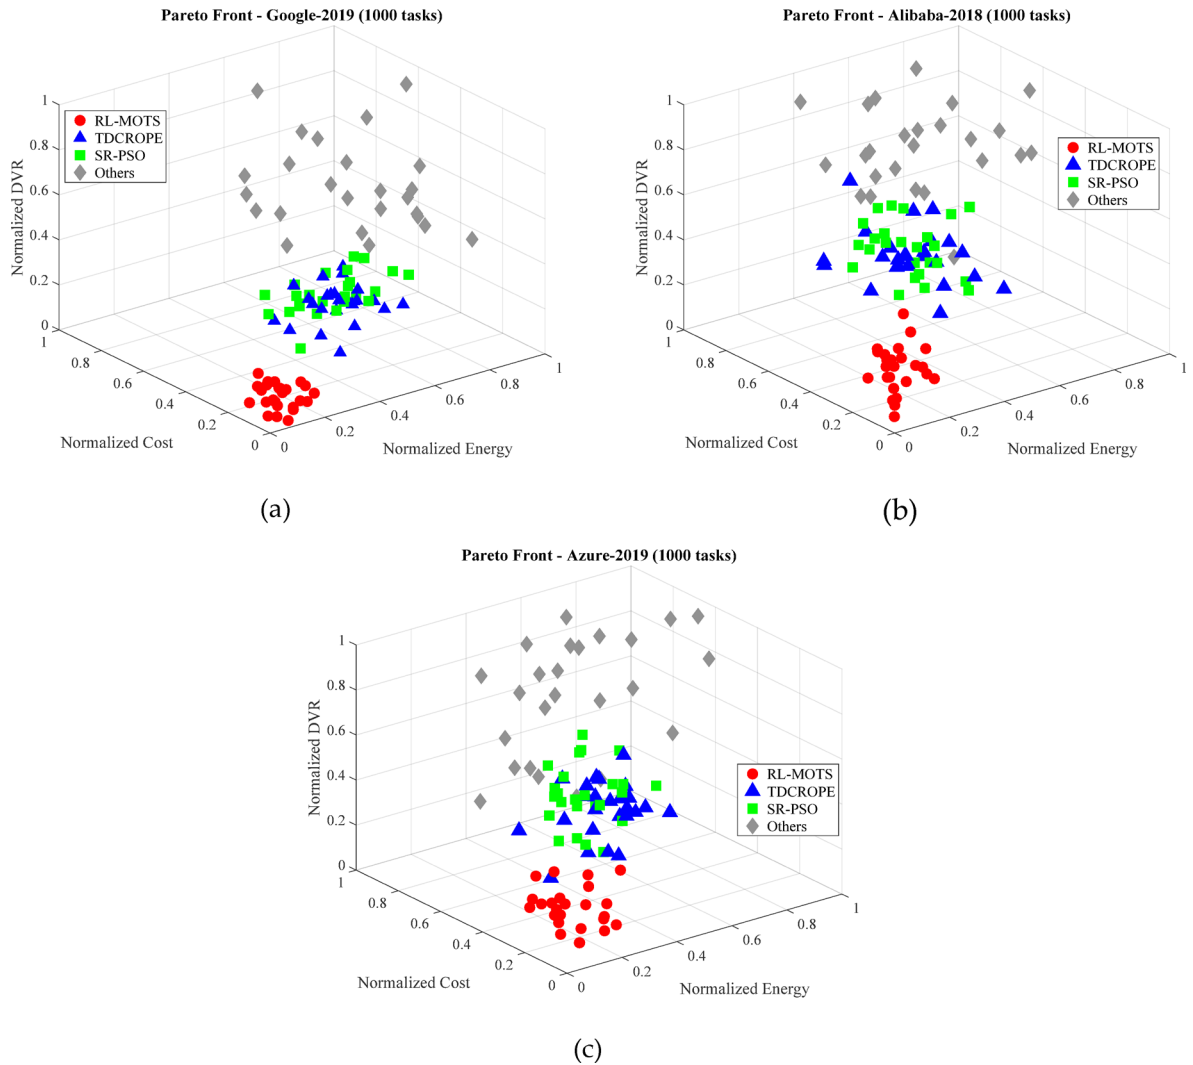 Pareto Front - Google-2019 (1000 tasks)
1
0.8
0.6
0.4
0.2
0
Normalized DVR
RL-MOTS
TDCROPE
SR-PSO
Others
1
0.8
0.6
0.4
0.2
0
Normalized Cost
0
0.2
0.4
0.6
0.8
1
Normalized Energy
(a)
Pareto Front - Alibaba-2018 (1000 tasks)
1
0.8
0.6
0.4
0.2
0
Normalized DVR
RL-MOTS
TDCROPE
SR-PSO
Others
1
0.8
0.6
0.4
0.2
0
Normalized Cost
0
0.2
0.4
0.6
0.8
1
Normalized Energy
(b)
Pareto Front - Azure-2019 (1000 tasks)
1
0.8
0.6
0.4
0.2
0
Normalized DVR
RL-MOTS
TDCROPE
SR-PSO
Others
1
0.8
0.6
0.4
0.2
0
Normalized Cost
0
0.2
0.4
0.6
0.8
1
Normalized Energy
(c)